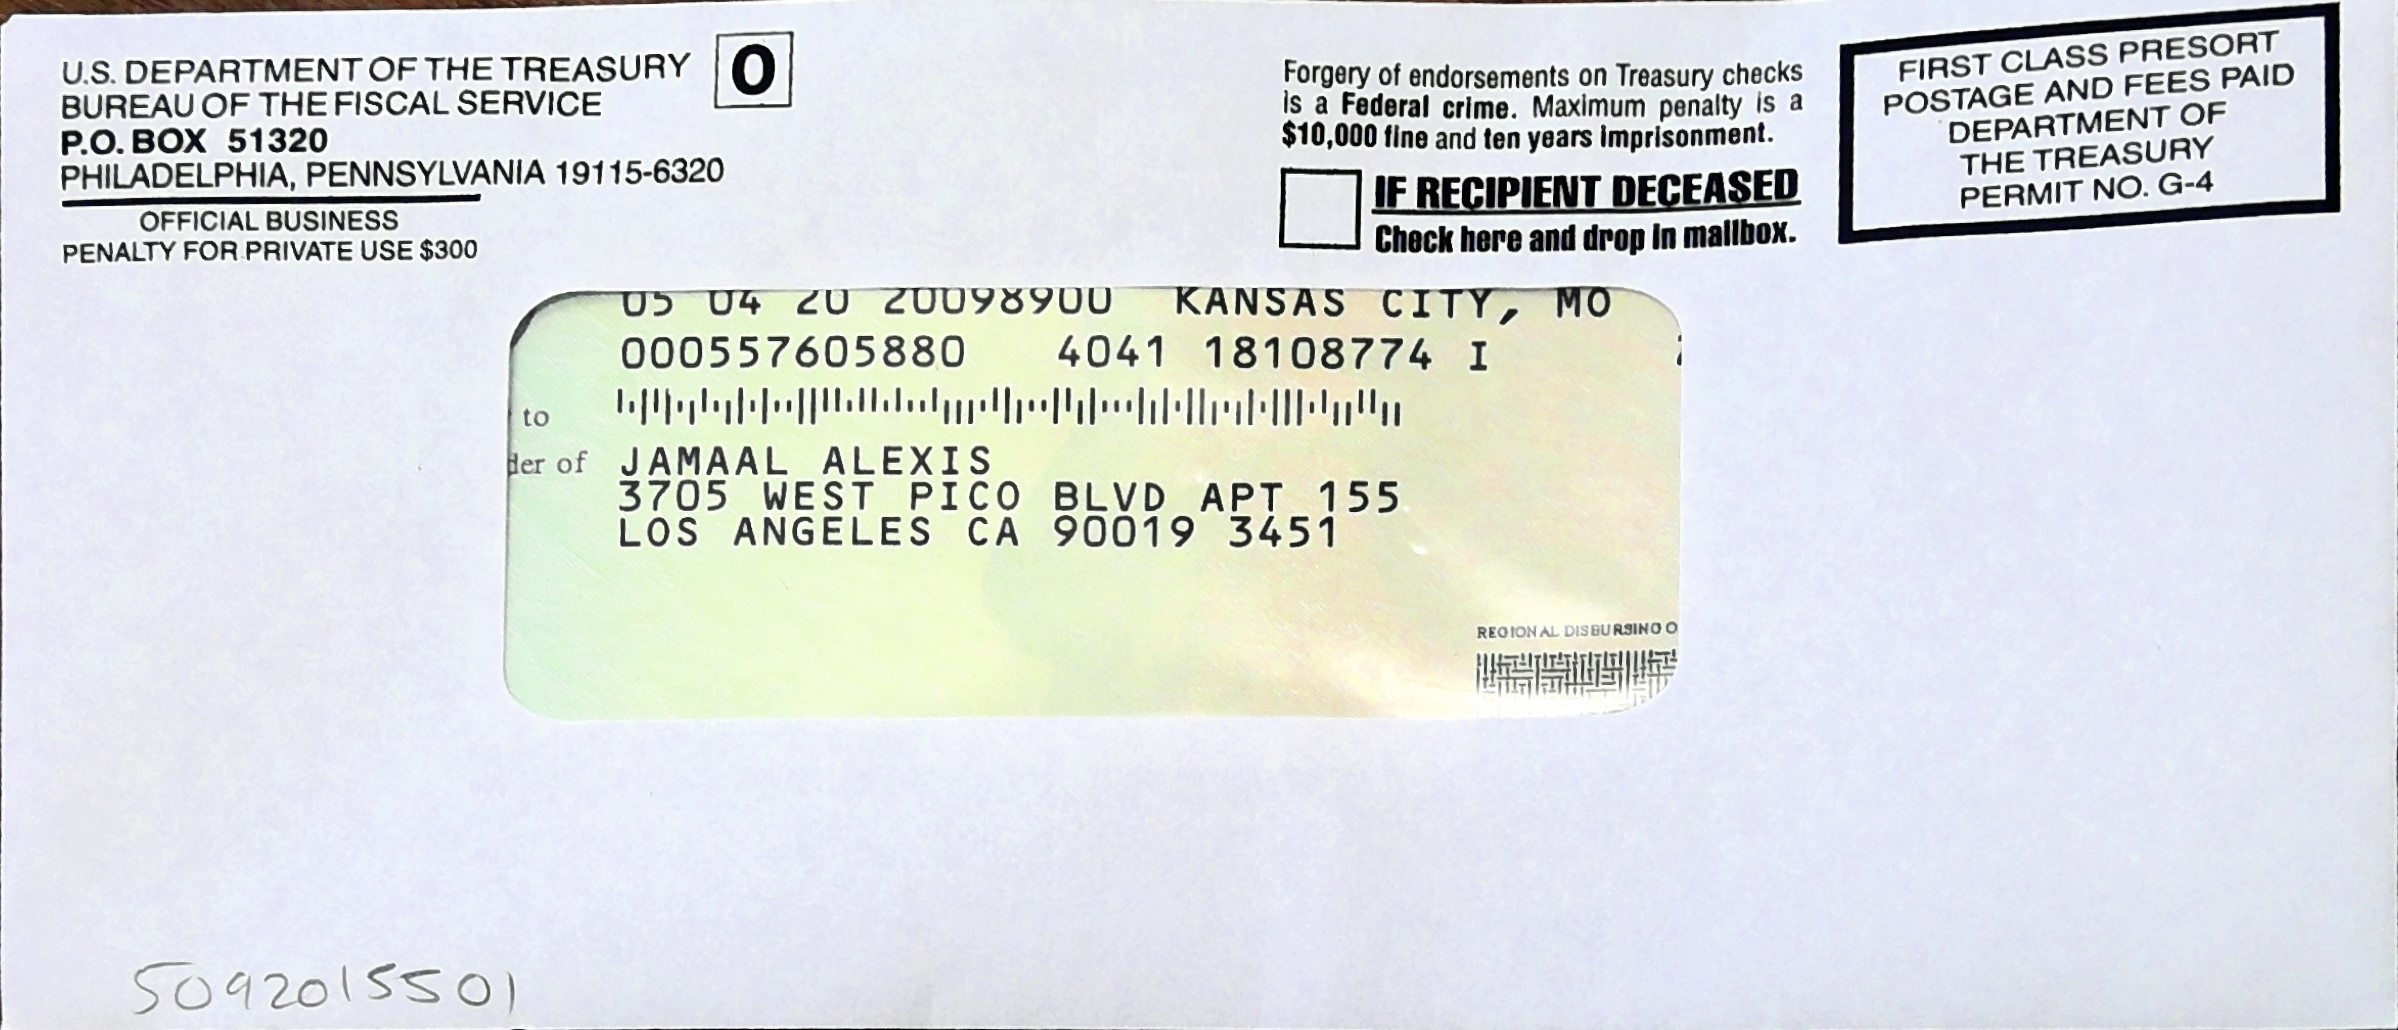 U.S. DEPARTMENT OF THE TREASURY
BUREAU OF THE FISCAL SERVICE
P.O. BOX 51320
PHILADELPHIA, PENNSYLVANIA 19115-6320
OFFICIAL BUSINESS
PENALTY FOR PRIVATE USE $300
O
Forgery of endorsements on Treasury checks
is a Federal crime. Maximum penalty is a
$10,000 fine and ten years imprisonment.
IF RECIPIENT DECEASED
Check here and drop in mailbox.
FIRST CLASS PRESORT
POSTAGE AND FEES PAID
DEPARTMENT OF
THE TREASURY
PERMIT NO. G-4
05 04 20 20098900 KANSAS CITY, MO
000557605880 4041 18108774 I
to
der of
JAMAAL ALEXIS
3705 WEST PICO BLVD APT 155
LOS ANGELES CA 90019 3451
REGIONAL DISBURSING O
5092015501